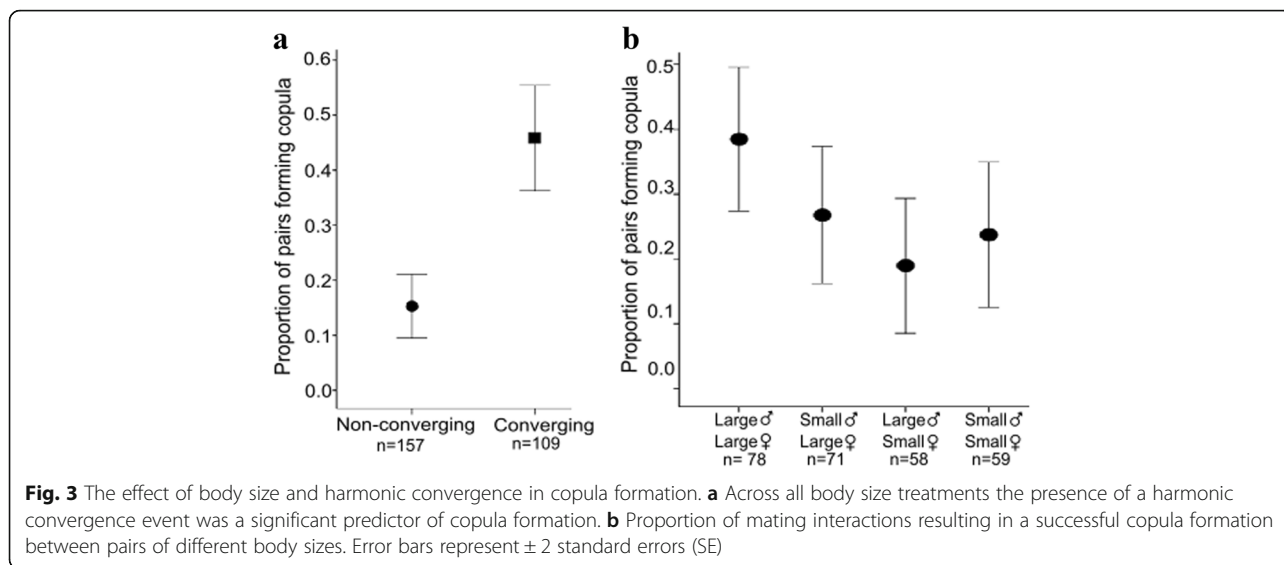 a
Proportion of pairs forming copula
0.6
0.5
0.4
0.3
0.2
0.1
0.0
Non-converging
n=157
Converging
n=109
b
Proportion of pairs forming copula
0.5
0.4
0.3
0.2
0.1
0.0
Large♂
Large♀
n= 78
Small♂
Large♀
n=71
Large♂
Small♀
n=58
Small♂
Small♀
n=59
Fig. 3 The effect of body size and harmonic convergence in copula formation. a Across all body size treatments the presence of a harmonic
convergence event was a significant predictor of copula formation. b Proportion of mating interactions resulting in a successful copula formation
between pairs of different body sizes. Error bars represent ± 2 standard errors (SE)